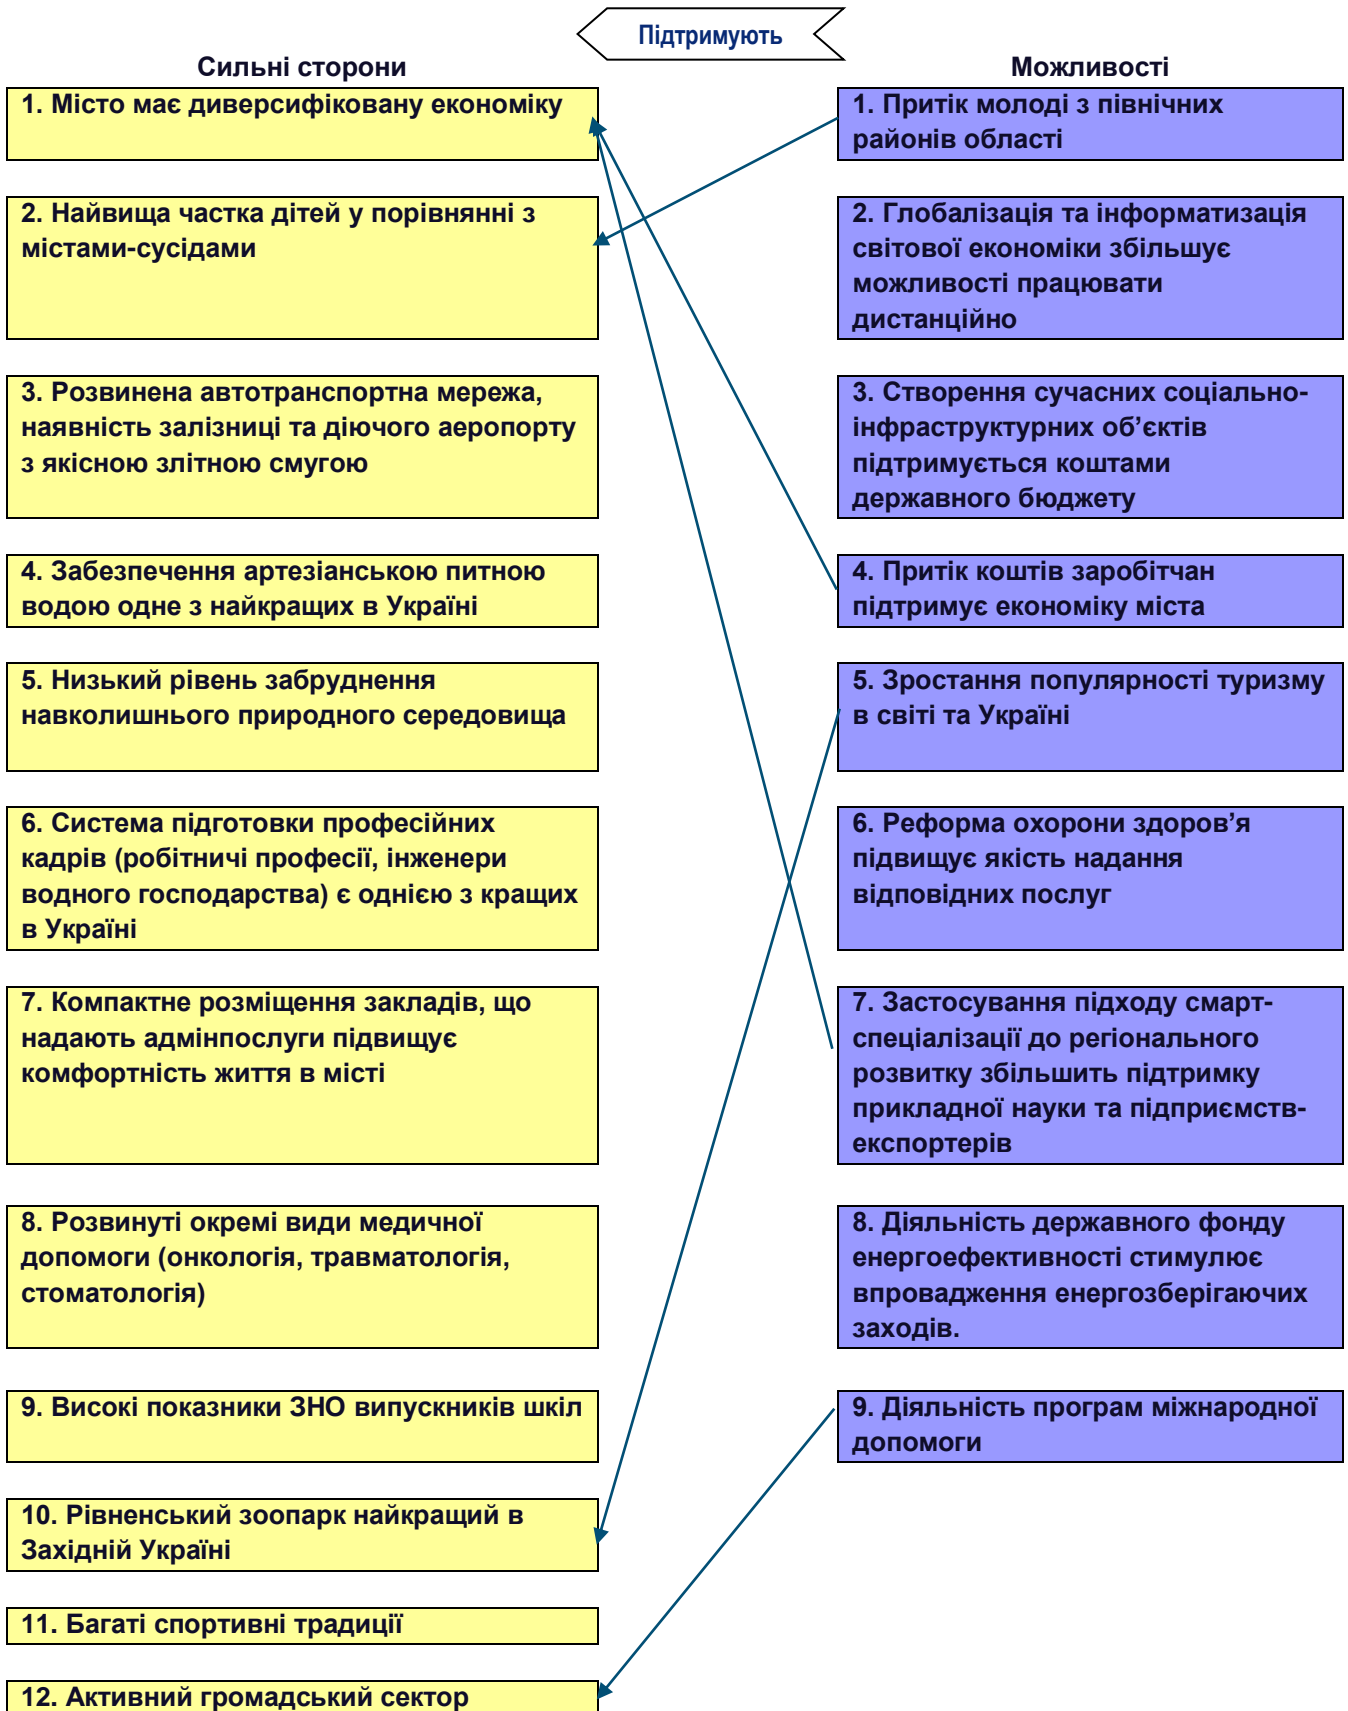 Підтримують
Сильні сторони
Можливості
1. Місто має диверсифіковану економіку
2. Найвища частка дітей у порівнянні з
містами-сусідами
3. Розвинена автотранспортна мережа,
наявність залізниці та діючого аеропорту
з якісною злітною смугою
4. Забезпечення артезіанською питною
водою одне з найкращих в Україні
5. Низький рівень забруднення
навколишнього природного середовища
6. Система підготовки професійних
кадрів (робітничі професії, інженери
водного господарства) є однією з кращих
в Україні
7. Компактне розміщення закладів, що
надають адмінпослуги підвищує
комфортність життя в місті
8. Розвинуті окремі види медичної
допомоги (онкологія, травматологія,
стоматологія)
9. Високі показники ЗНО випускників шкіл
10. Рівненський зоопарк найкращий в
Західній Україні
11. Багаті спортивні традиції
12. Активний громадський сектор
1. Притік молоді з північних
районів області
2. Глобалізація та інформатизація
світової економіки збільшує
можливості працювати
дистанційно
3. Створення сучасних соціально-
інфраструктурних об’єктів
підтримується коштами
державного бюджету
4. Притік коштів заробітчан
підтримує економіку міста
5. Зростання популярності туризму
в світі та Україні
6. Реформа охорони здоров’я
підвищує якість надання
відповідних послуг
7. Застосування підходу смарт-
спеціалізації до регіонального
розвитку збільшить підтримку
прикладної науки та підприємств-
експортерів
8. Діяльність державного фонду
енергоефективності стимулює
впровадження енергозберігаючих
заходів.
9. Діяльність програм міжнародної
допомоги